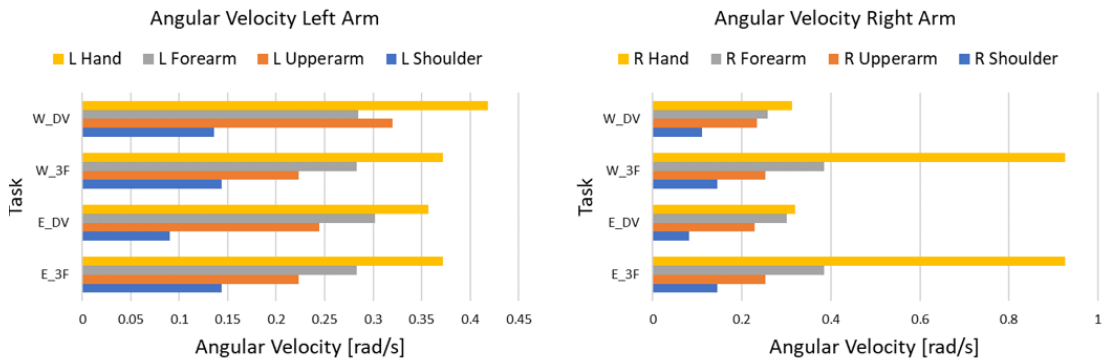 Angular Velocity Left Arm
L Hand L Forearm L Upperarm L Shoulder
Task
W_DV
W_3F
E_DV
E_3F
0 0.05 0.1 0.15 0.2 0.25 0.3 0.35 0.4 0.45
Angular Velocity [rad/s]
Angular Velocity Right Arm
R Hand R Forearm R Upperarm R Shoulder
Task
W_DV
W_3F
E_DV
E_3F
0 0.2 0.4 0.6 0.8 1
Angular Velocity [rad/s]